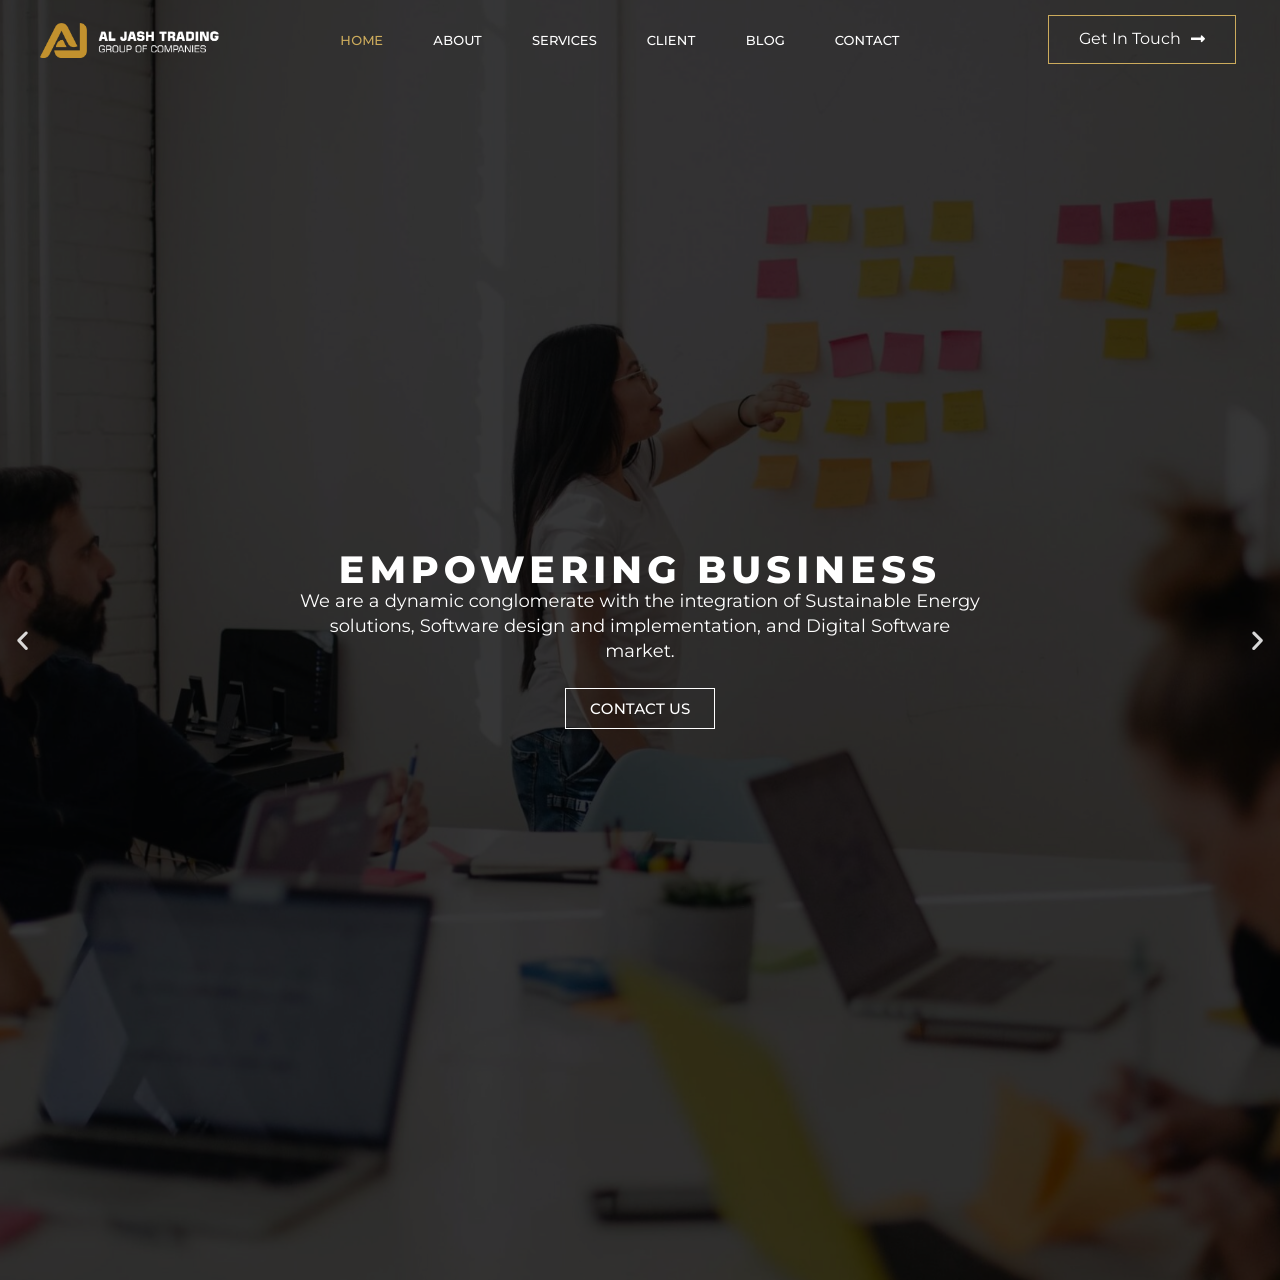 AL JASH TRADING
GROUP OF COMPANIES
HOME ABOUT SERVICES CLIENT BLOG CONTACT
Get In Touch
EMPOWERING BUSINESS
We are a dynamic conglomerate with the integration of Sustainable Energy
solutions, Software design and implementation, and Digital Software
market.
CONTACT US